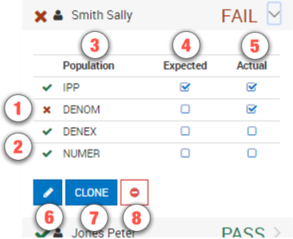 Smith Sally FAIL
3 4 5
Population Expected Actual
IPP
1 DENOM
DENEX
2 NUMER
CLONE
6 7 8
Jones Peter PASS